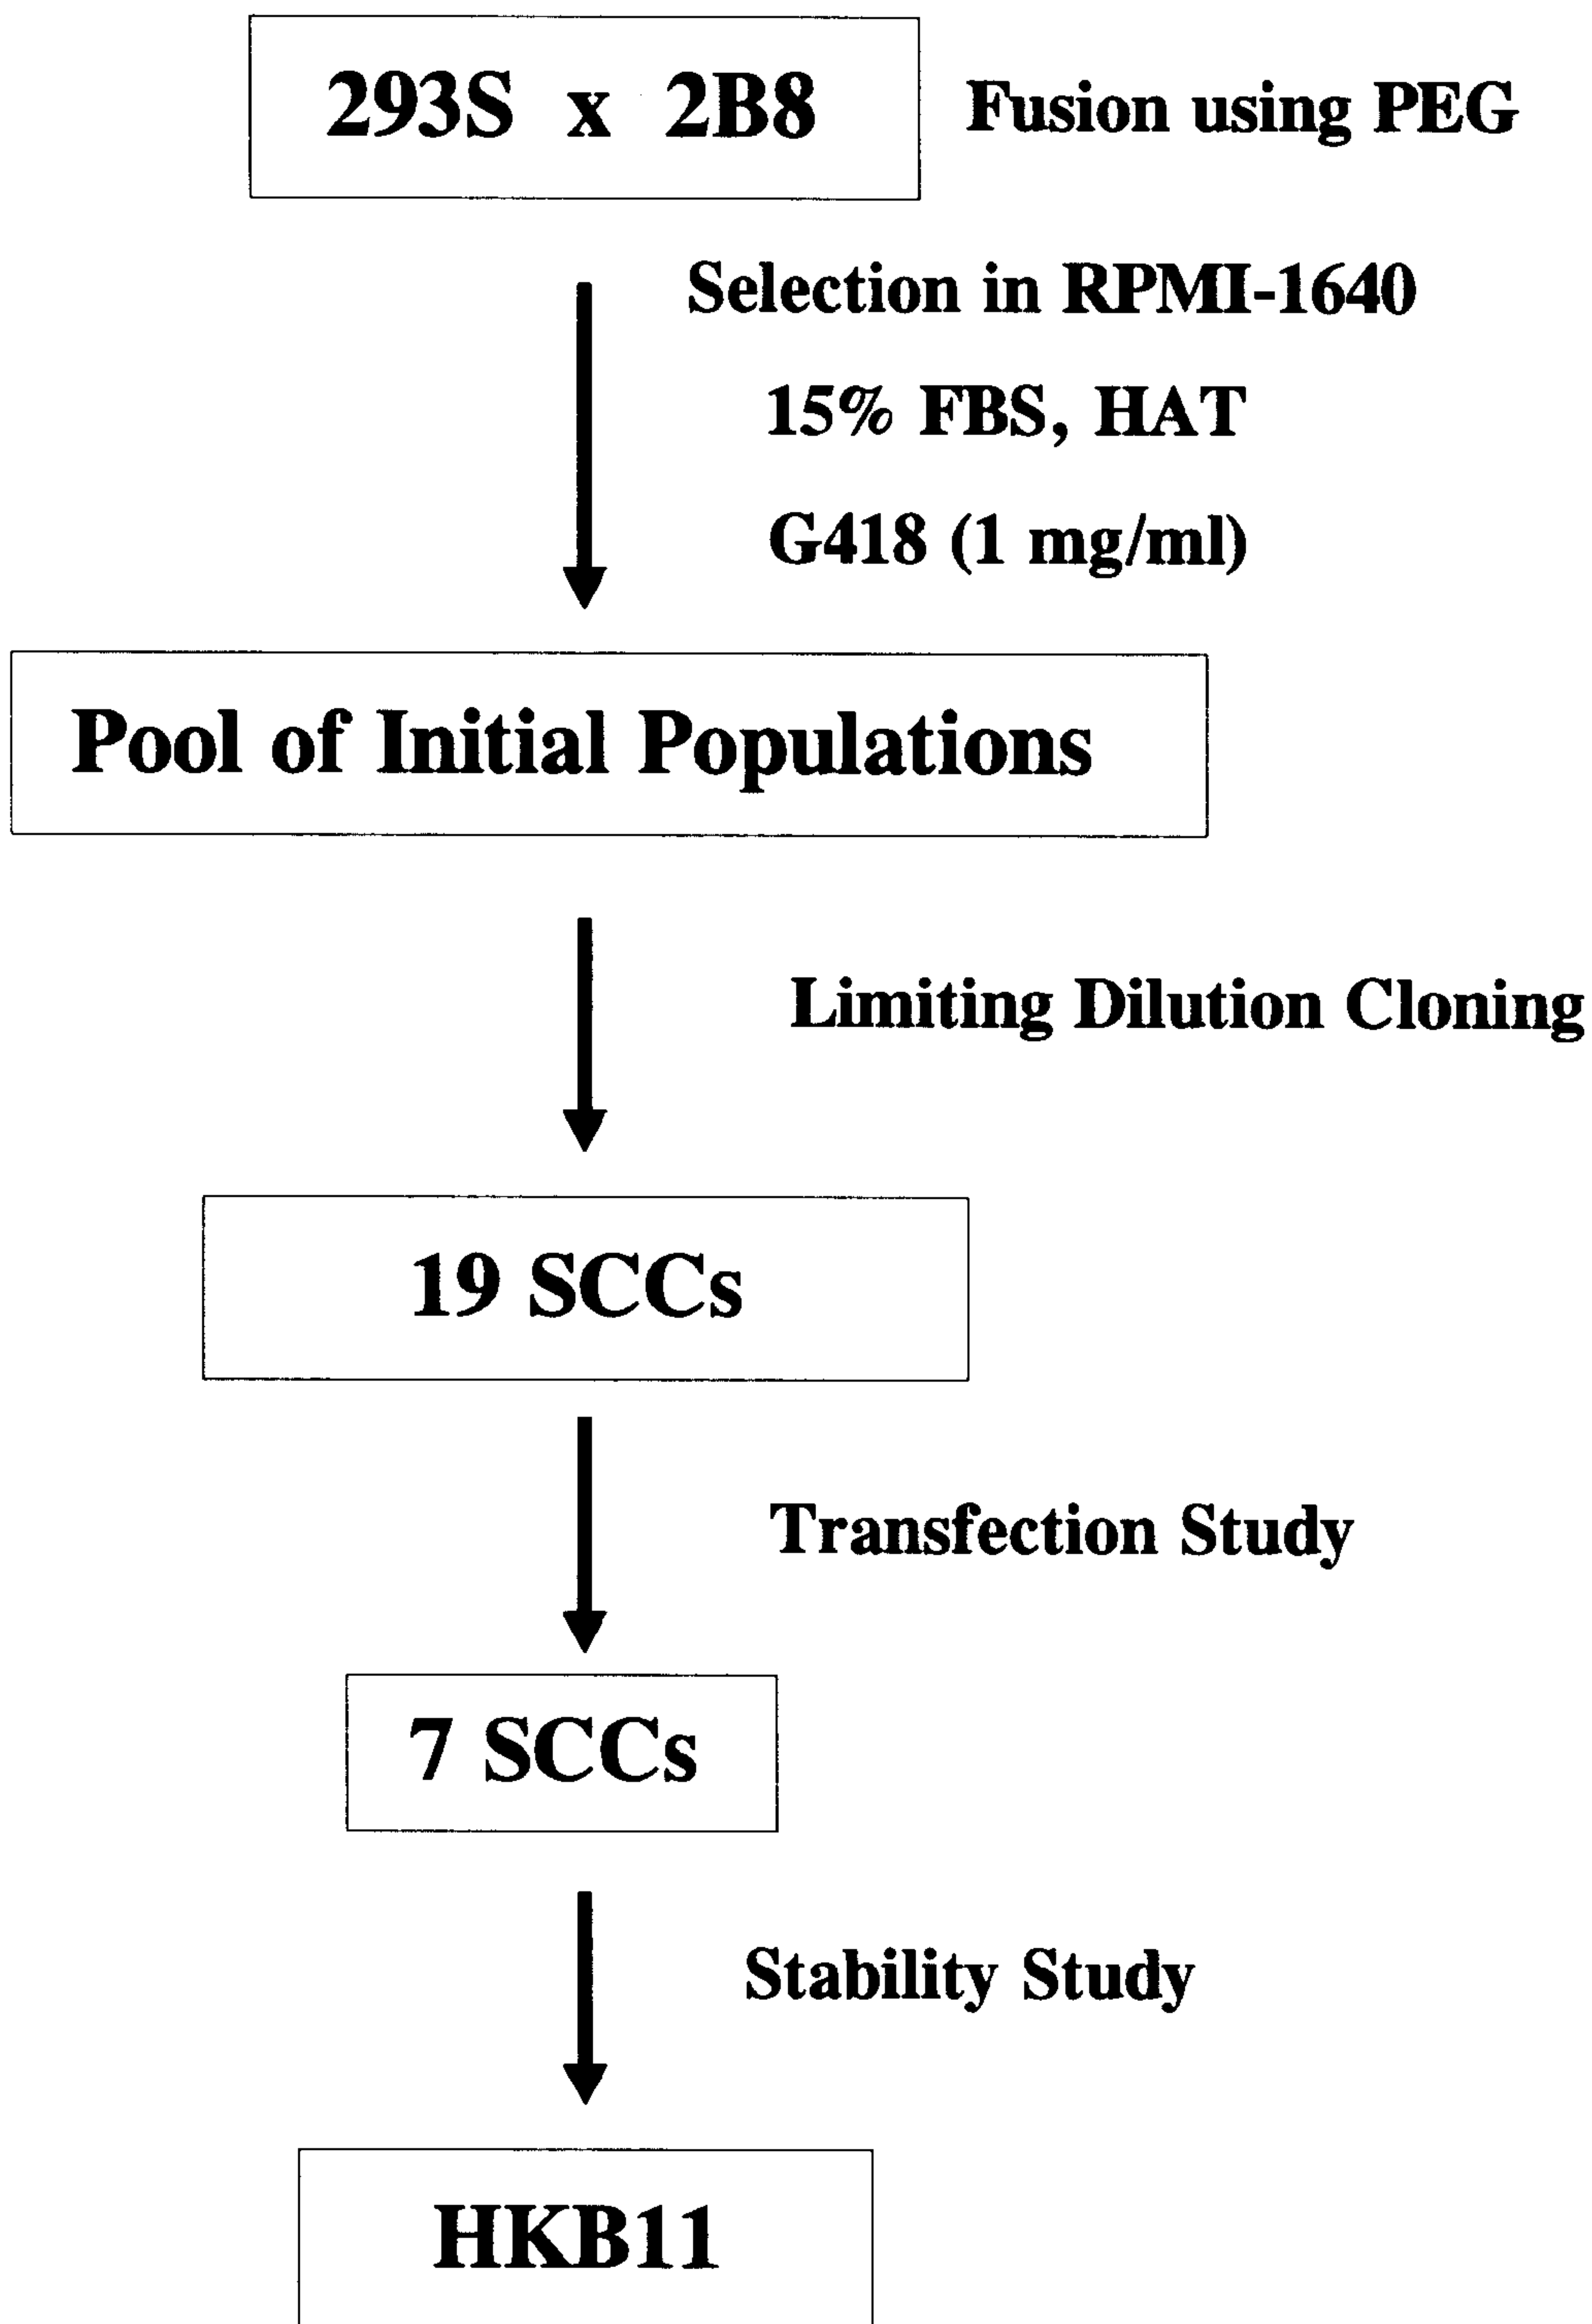 293S x 2B8 Fusion using PEG
Selection in RPMI-1640
15% FBS, HAT
G418 (1 mg/ml)
Pool of Initial Populations
Limiting Dilution Cloning
19 SCCs
Transfection Study
7 SCCs
Stability Study
HKB11